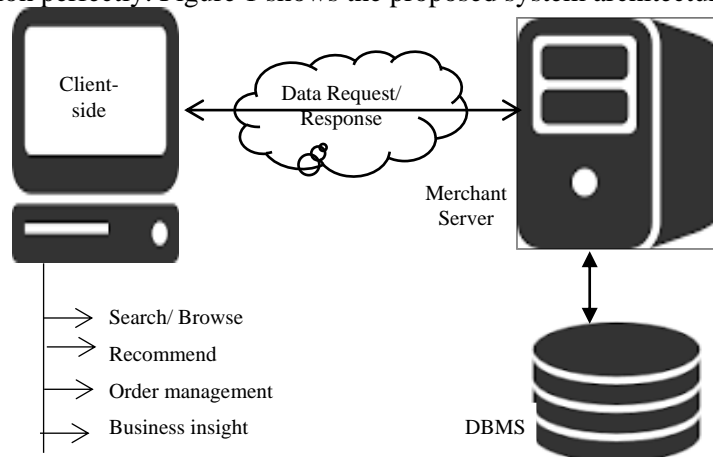 ion perfectly. Figure 1 shows the proposed system architectu
Client-
side
Data Request/
Response
Merchant
Server
Search/ Browse
Recommend
Order management
Business insight
DBMS